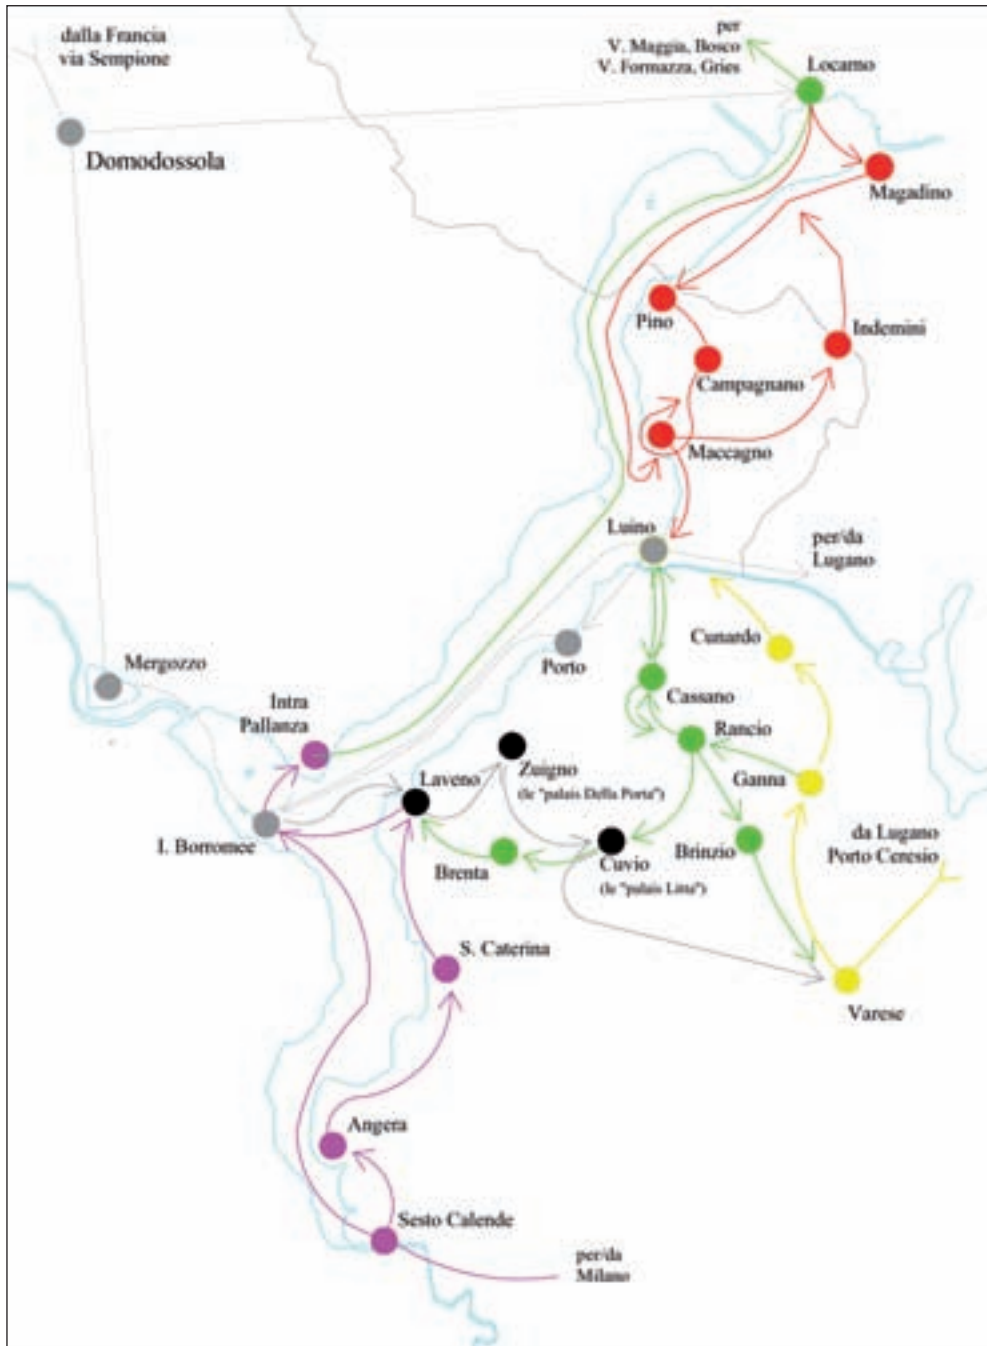 dalla Francia
via Sempione
per
V. Maggia, Bosco
V. Formazza, Gries
Locarno
Domodossola
Magadino
Pino
Indemini
Campagnano
Maccagno
Luino
per/da
Lugano
Cunardo
Porto
Mergozzo
Cassano
Intra
Pallanza
Rancio
Zuigno
(le "palais Della Porta")
Laveno
Ganna
I. Borromee
da Lugano
Porto Ceresio
Brenta
Cuvio
(le "palais Litta")
Brinzio
S. Caterina
Varese
Angera
Sesto Calende
per/da
Milano